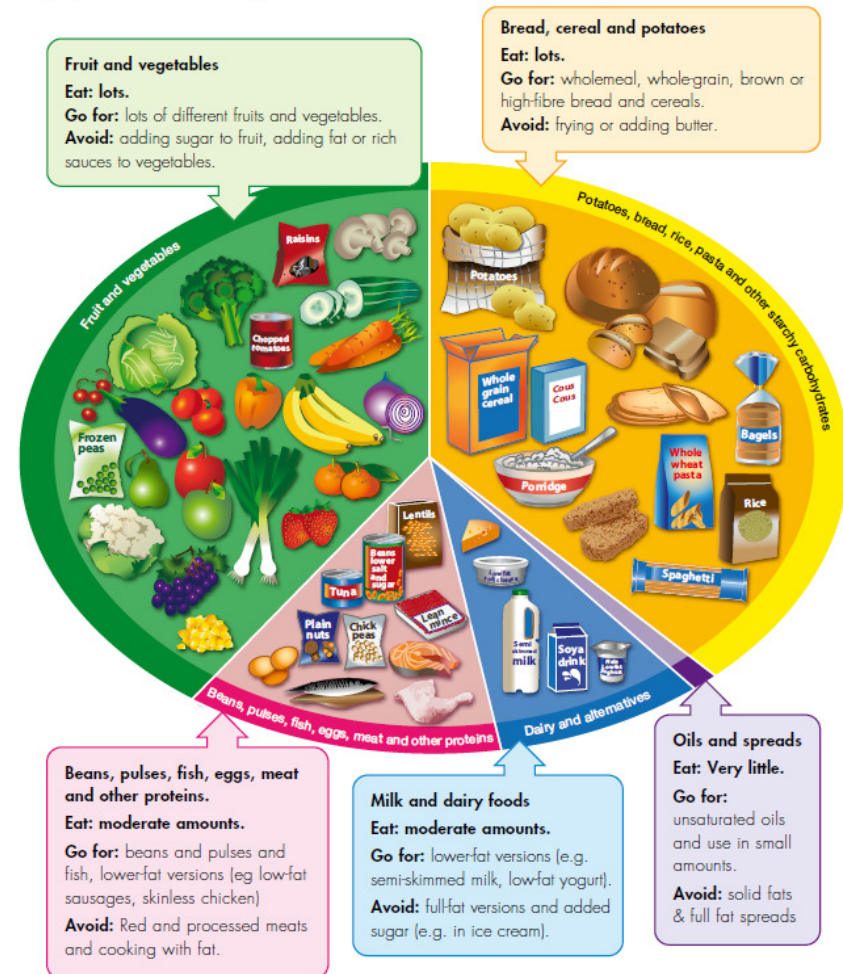 Fruit and vegetables
Eat: lots.
Go for: lots of different fruits and vegetables.
Avoid: adding sugar to fruit, adding fat or rich
sauces to vegetables.
Bread, cereal and potatoes
Eat: lots.
Go for: wholemeal, whole-grain, brown or
high-fibre bread and cereals.
Avoid: frying or adding butter.
Fruit and vegetables
Potatoes, bread, rice, pasta and other starchy carbohydrates
Raisins
Chopped
tomatoes
Frozen
peas
Potatoes
Whole
grain
cereal
Cous
Cous
Bagels
Porridge
Whole
wheat
pasta
Rice
Spaghetti
Lentils
Beans
lower
salt
and
sugar
Tuna
Plain
nuts
Chick
peas
Lean
mince
Semi
skimmed
milk
Soya
drink
Beans, pulses, fish, eggs, meat and other proteins
Dairy and alternatives
Beans, pulses, fish, eggs, meat
and other proteins.
Eat: moderate amounts.
Go for: beans and pulses and
fish, lower-fat versions (eg low-fat
sausages, skinless chicken)
Avoid: Red and processed meats
and cooking with fat.
Milk and dairy foods
Eat: moderate amounts.
Go for: lower-fat versions (e.g.
semi-skimmed milk, low-fat yogurt).
Avoid: full-fat versions and added
sugar (e.g. in ice cream).
Oils and spreads
Eat: Very little.
Go for:
unsaturated oils
and use in small
amounts.
Avoid: solid fats
& full fat spreads